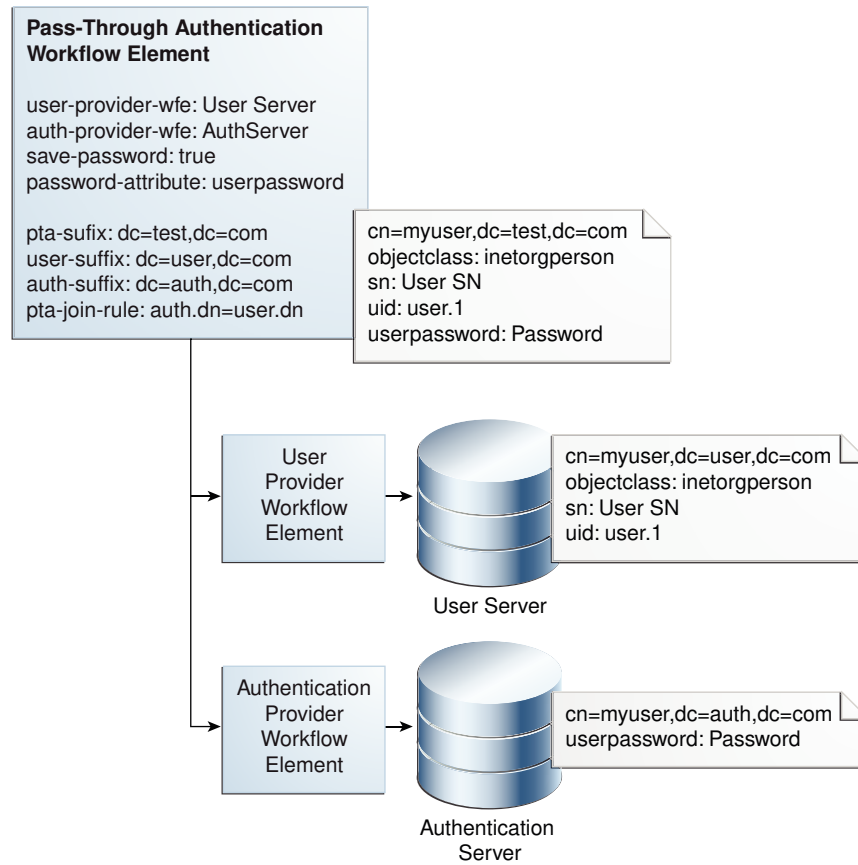 Pass-Through Authentication
Workflow Element
user-provider-wfe: User Server
auth-provider-wfe: AuthServer
save-password: true
password-attribute: userpassword
pta-sufix: dc=test,dc=com
user-suffix: dc=user,dc=com
auth-suffix: dc=auth,dc=com
pta-join-rule: auth.dn=user.dn
cn=myuser,dc=test,dc=com
objectclass: inetorgperson
sn: User SN
uid: user.1
userpassword: Password
User
Provider
Workflow
Element
User Server
cn=myuser,dc=user,dc=com
objectclass: inetorgperson
sn: User SN
uid: user.1
Authentication
Provider
Workflow
Element
Authentication
Server
cn=myuser,dc=auth,dc=com
userpassword: Password